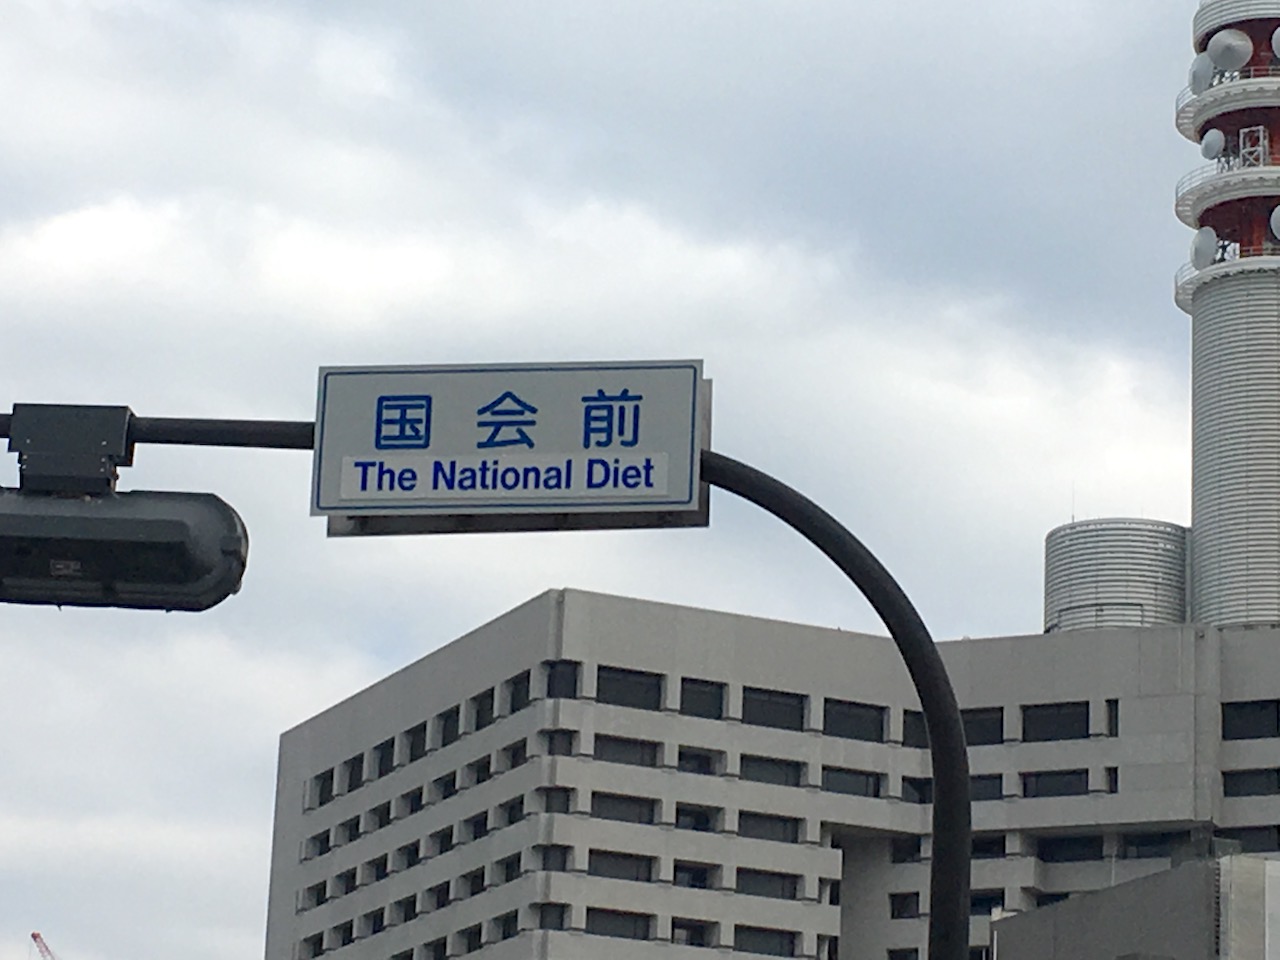 国会前
The National Diet